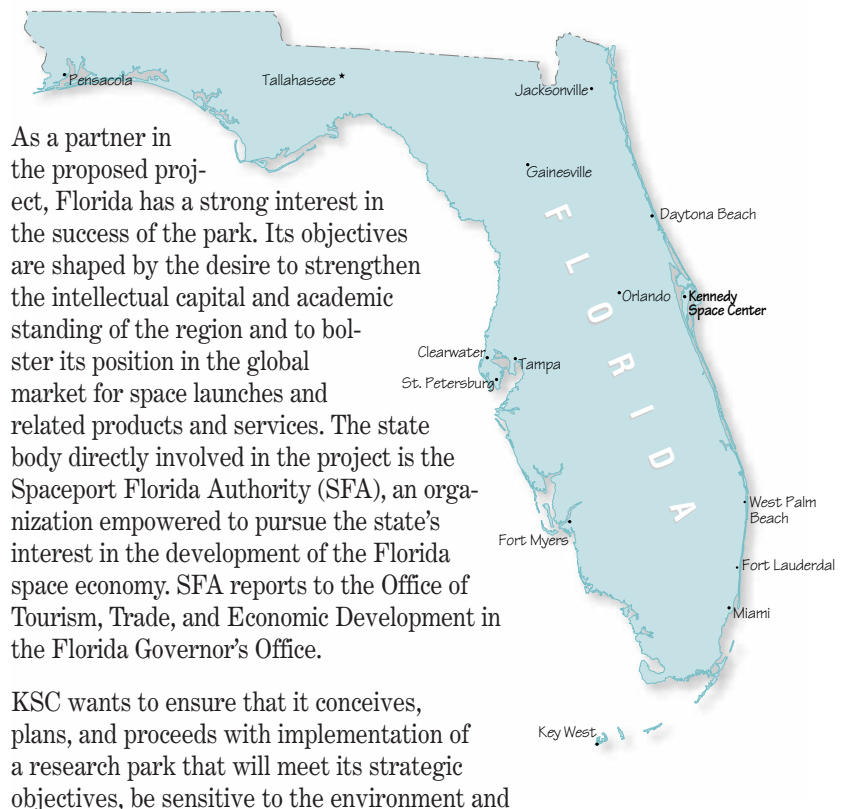 Pensacola
Tallahassee
Jacksonville
Gainesville
Daytona Beach
Orlando
Kennedy
Space Center
Clearwater
Tampa
St. Petersburg
FLORIDA
West Palm
Beach
Fort Myers
Fort Lauderdal
Miami
Key West
As a partner in
the proposed proj-
ect, Florida has a strong interest in
the success of the park. Its objectives
are shaped by the desire to strengthen
the intellectual capital and academic
standing of the region and to bol-
ster its position in the global
market for space launches and
related products and services. The state
body directly involved in the project is the
Spaceport Florida Authority (SFA), an orga-
nization empowered to pursue the state’s
interest in the development of the Florida
space economy. SFA reports to the Office of
Tourism, Trade, and Economic Development in
the Florida Governor’s Office.
KSC wants to ensure that it conceives,
plans, and proceeds with implementation of
a research park that will meet its strategic
objectives, be sensitive to the environment and